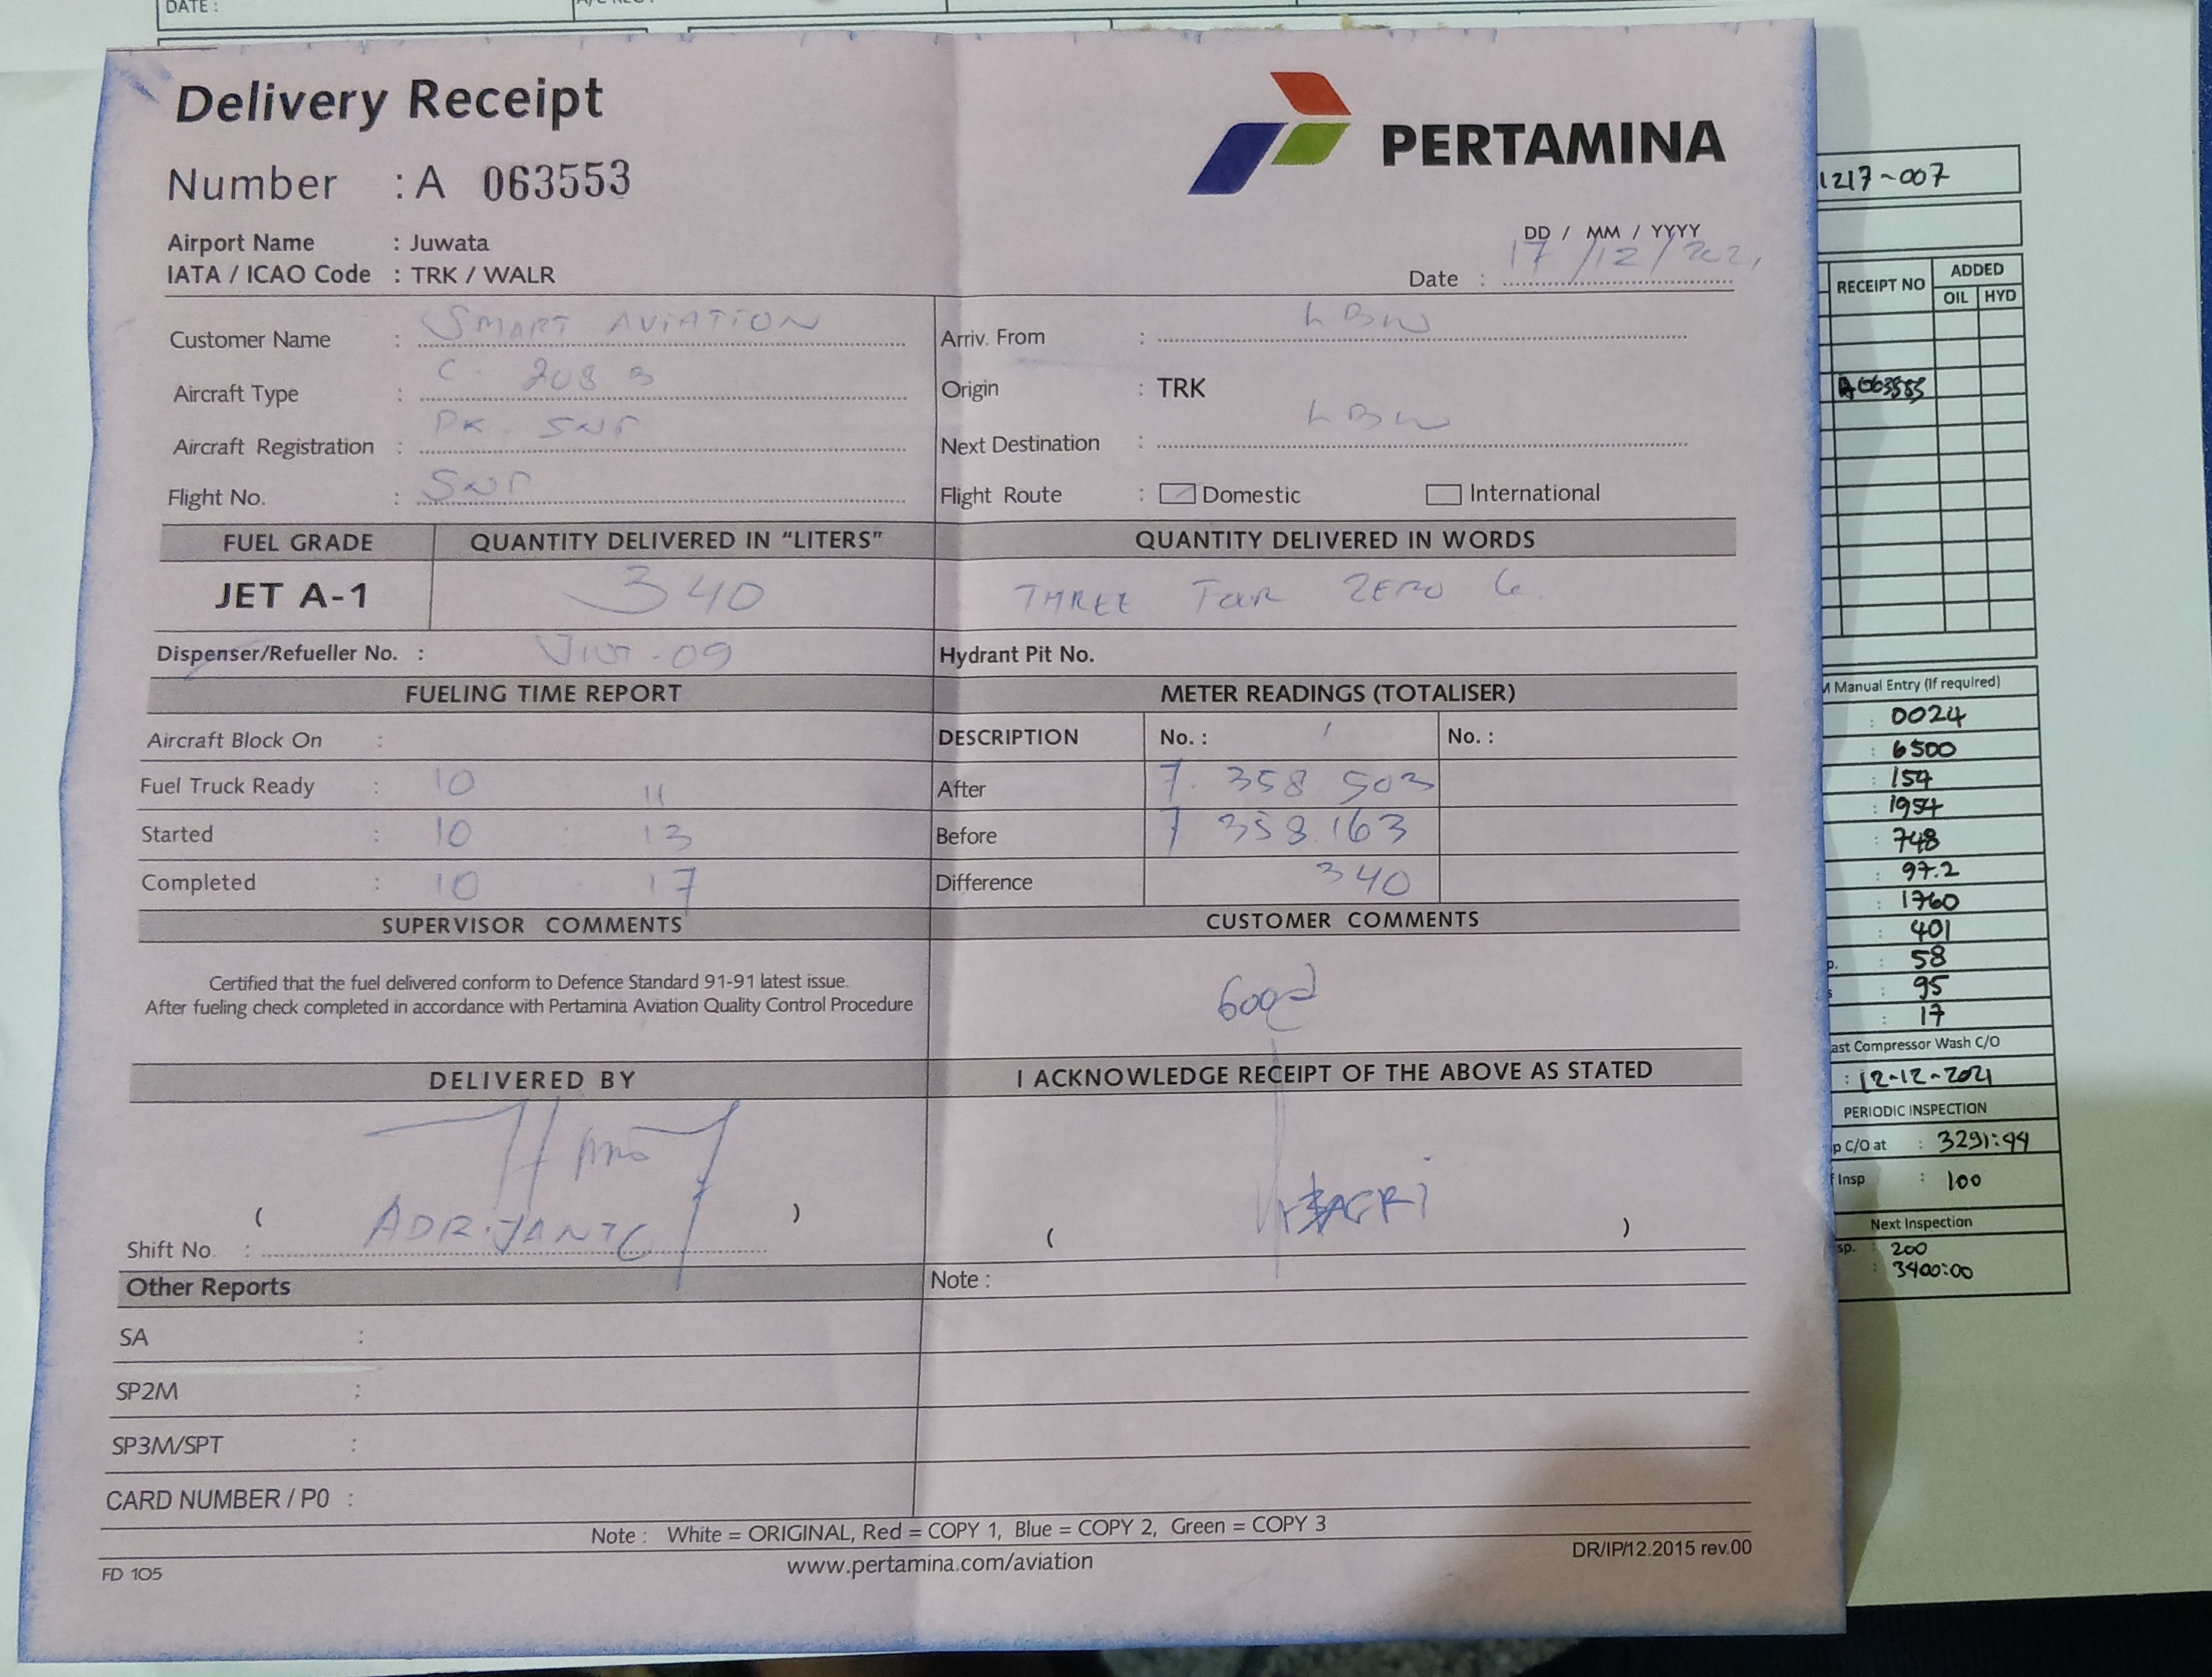 DATE :
Delivery Receipt
PERTAMINA
Number : A 063553
Airport Name : Juwata
IATA / ICAO Code : TRK / WALR
DD / MM / YYYY
Date : 17/12/2021
Customer Name : SMART AVIATION
Arriv. From : LBW
Aircraft Type : C 208 B
Origin : TRK
Aircraft Registration : PK. SNP
Next Destination : LBW
Flight No. : SNP
Flight Route : Domestic International
FUEL GRADE QUANTITY DELIVERED IN "LITERS" QUANTITY DELIVERED IN WORDS
JET A-1 340 THREE FOUR ZERO
Dispenser/Refueller No. : -09 Hydrant Pit No.
FUELING TIME REPORT METER READINGS (TOTALISER)
Aircraft Block On : DESCRIPTION No. : 1 No. :
Fuel Truck Ready : 10 11 After 7. 358 503
Started : 10 13 Before 7 358.163
Completed : 10 17 Difference 340
SUPERVISOR COMMENTS CUSTOMER COMMENTS
Certified that the fuel delivered conform to Defence Standard 91-91 latest issue.
After fueling check completed in accordance with Pertamina Aviation Quality Control Procedure
Good
DELIVERED BY I ACKNOWLEDGE RECEIPT OF THE ABOVE AS STATED
( )
( )
Shift No. :
Other Reports Note :
SA :
SP2M :
SP3M/SPT :
CARD NUMBER / PO :
Note : White = ORIGINAL, Red = COPY 1, Blue = COPY 2, Green = COPY 3
FD 105 www.pertamina.com/aviation DR/IP/12.2015 rev.00
1217-007
RECEIPT NO ADDED
OIL HYD
Manual Entry (If required)
: 0024
: 6500
: 154
: 1954
: 748
: 97.2
: 1760
: 401
: 58
: 95
: 17
ast Compressor Wash C/O
: 12-12-2021
PERIODIC INSPECTION
p C/O at : 3291:44
Insp : 100
Next Inspection
sp. : 200
: 3400:00